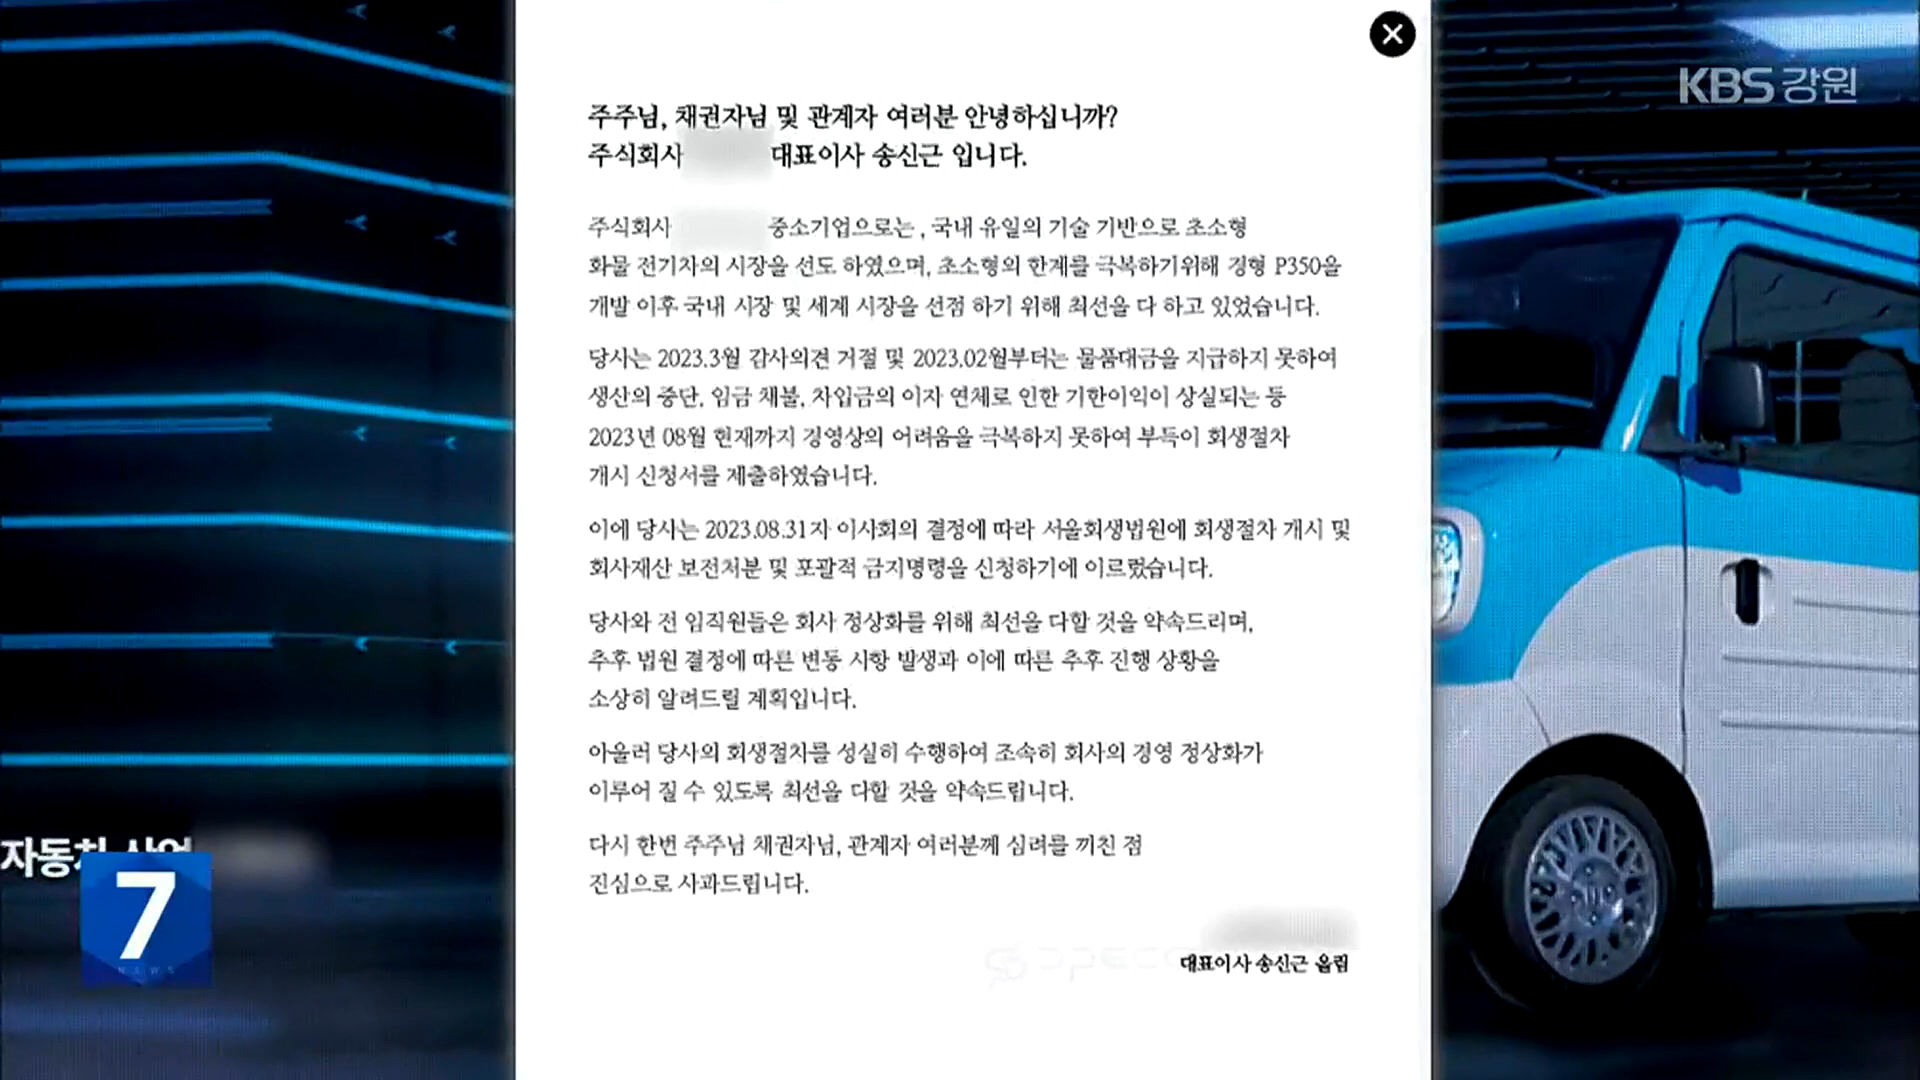 KBS 강원
주주님, 채권자님 및 관계자 여러분 안녕하십니까?
주식회사 대표이사 송신근 입니다.
주식회사 중소기업으로는 , 국내 유일의 기술 기반으로 초소형
화물 전기차의 시장을 선도 하였으며, 초소형의 한계를 극복하기위해 경형 P350을
개발 이후 국내 시장 및 세계 시장을 선점 하기 위해 최선을 다 하고 있었습니다.
당사는 2023.3월 감사의견 거절 및 2023.02월부터는 물품대금을 지급하지 못하여
생산의 중단, 임금 채불, 차입금의 이자 연체로 인한 기한이익이 상실되는 등
2023년 08월 현재까지 경영상의 어려움을 극복하지 못하여 부득이 회생절차
개시 신청서를 제출하였습니다.
이에 당사는 2023.08.31자 이사회의 결정에 따라 서울회생법원에 회생절차 개시 및
회사재산 보전처분 및 포괄적 금지명령을 신청하기에 이르렀습니다.
당사와 전 임직원들은 회사 정상화를 위해 최선을 다할 것을 약속드리며,
추후 법원 결정에 따른 변동 시항 발생과 이에 따른 추후 진행 상황을
소상히 알려드릴 계획입니다.
아울러 당사의 회생절차를 성실히 수행하여 조속히 회사의 경영 정상화가
이루어 질 수 있도록 최선을 다할 것을 약속드립니다.
다시 한번 주주님 채권자님, 관계자 여러분께 심려를 끼친 점
진심으로 사과드립니다.
대표이사 송신근 올림
자동차 산업
7
NEWS